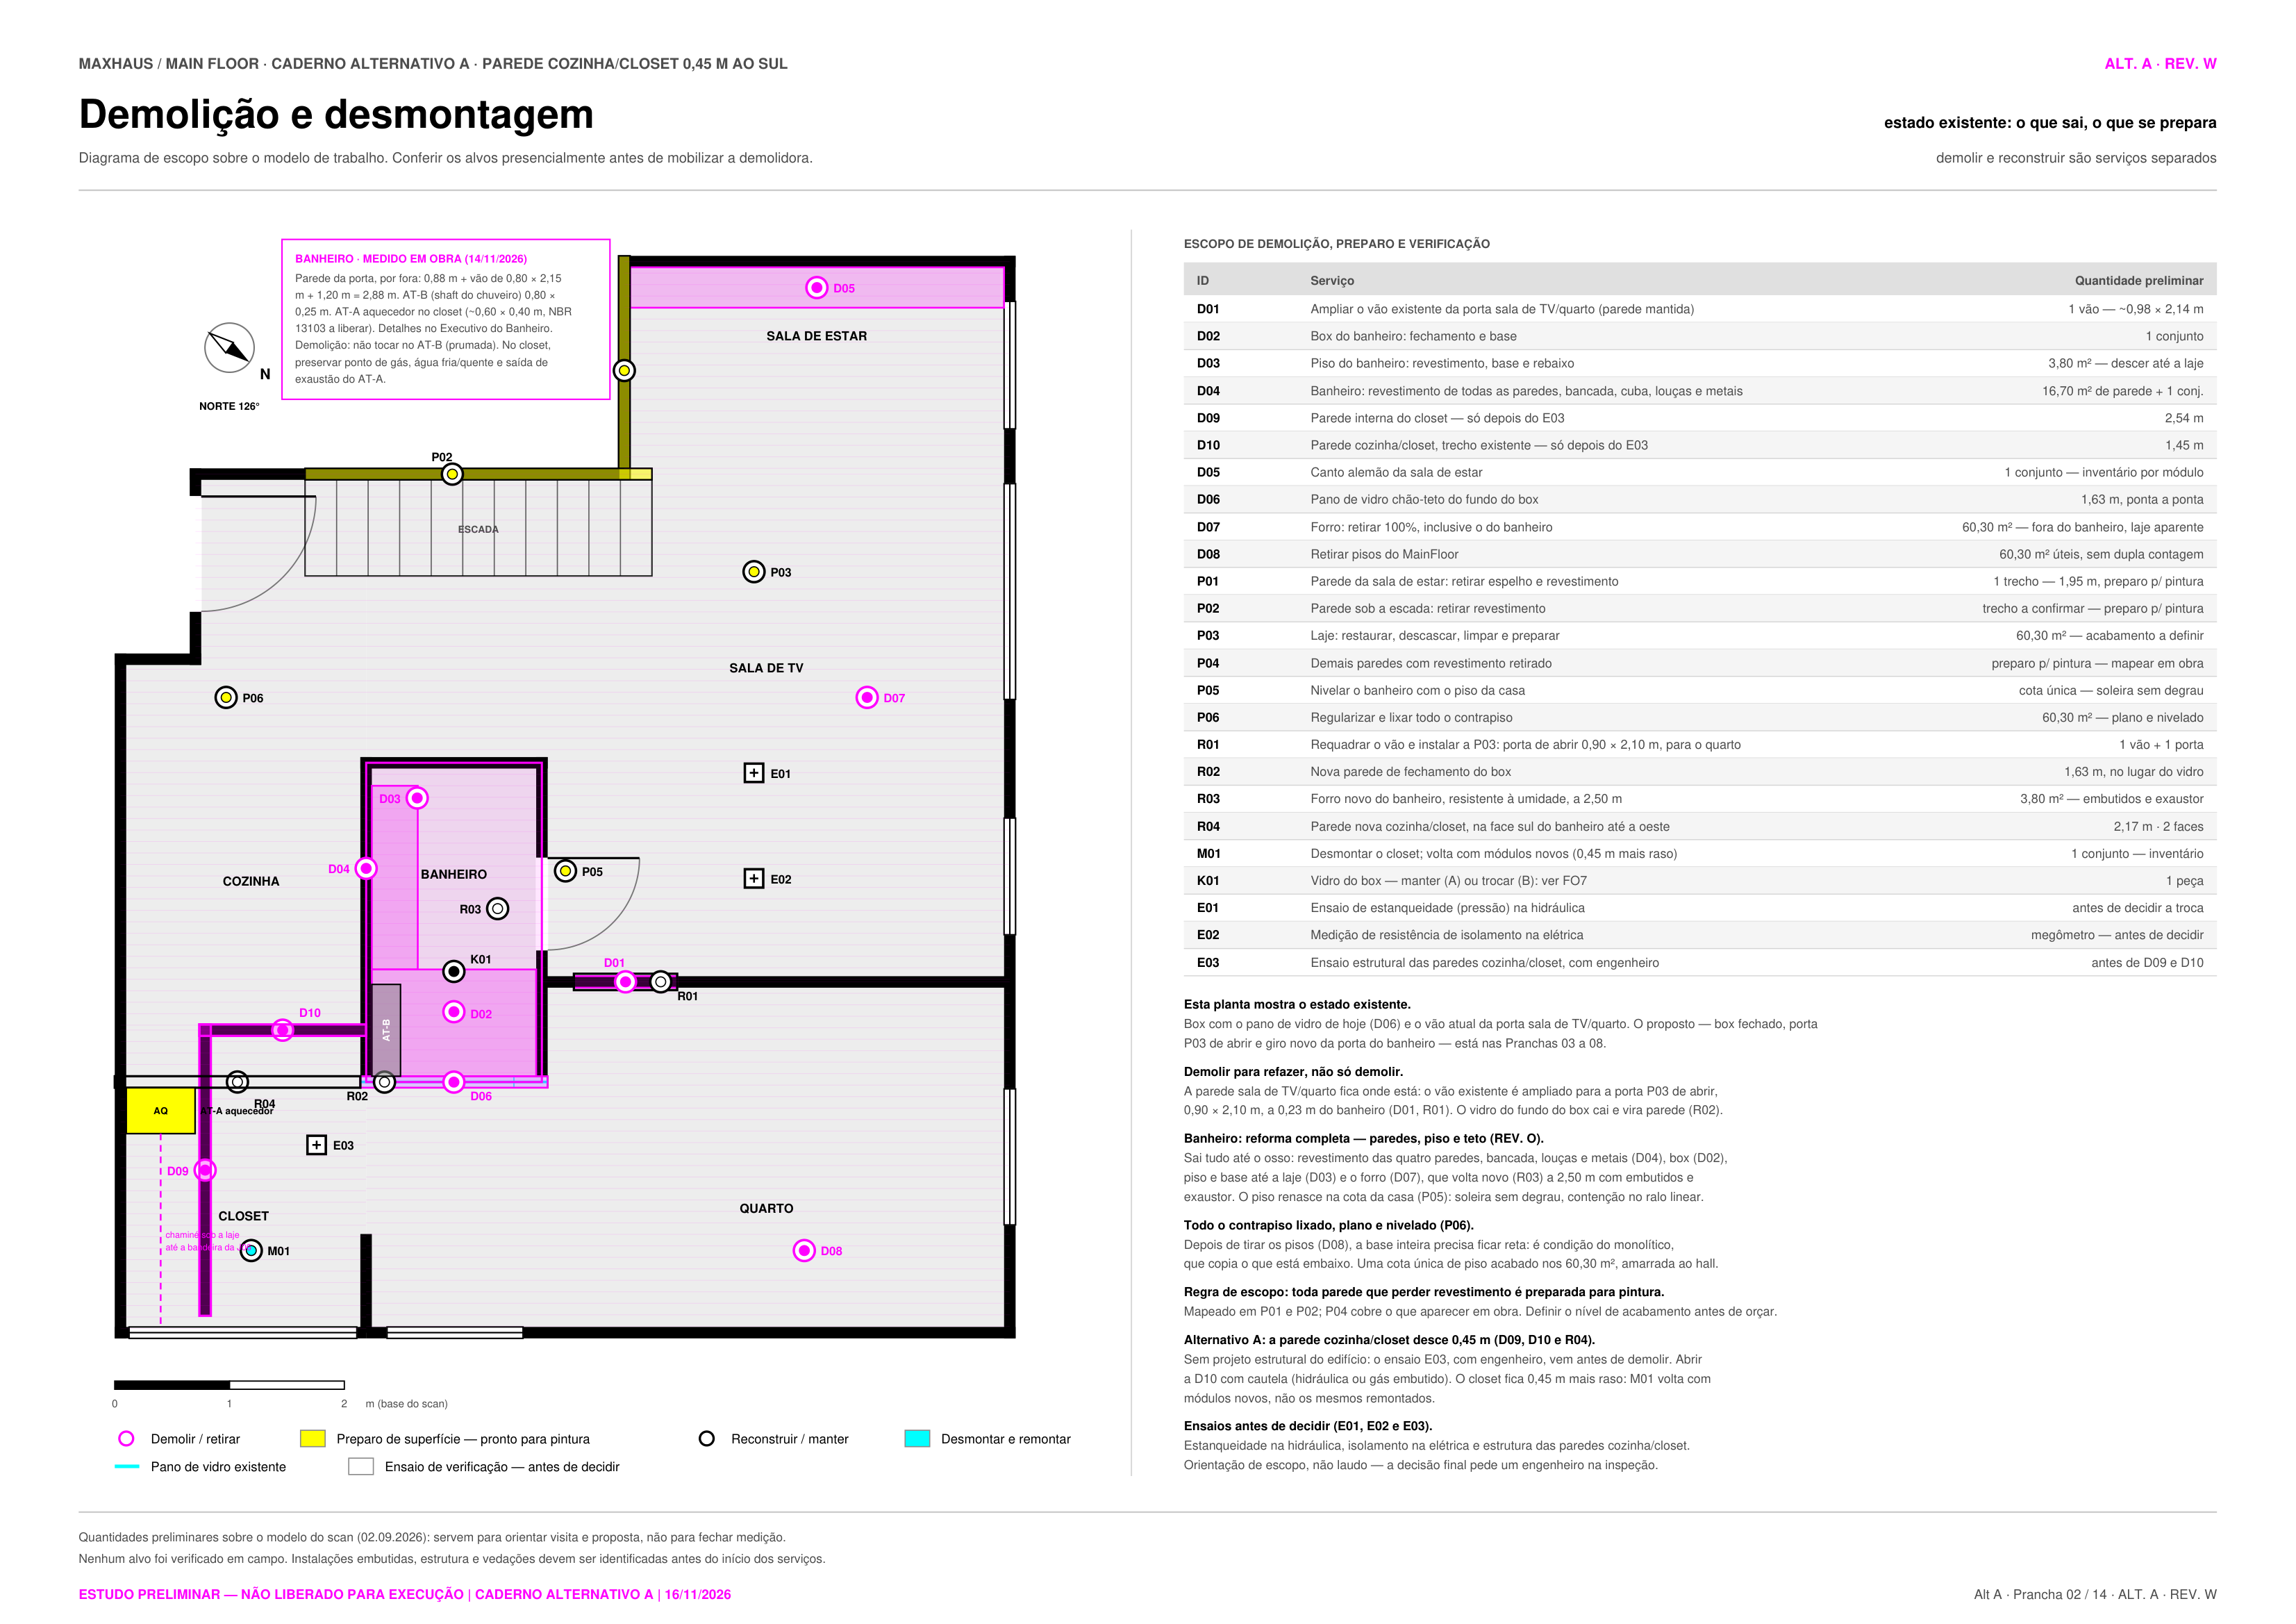 MAXHAUS / MAIN FLOOR · CADERNO ALTERNATIVO A · PAREDE COZINHA/CLOSET 0,45 M AO SUL
ALT. A · REV. W
Demolição e desmontagem
estado existente: o que sai, o que se prepara
Diagrama de escopo sobre o modelo de trabalho. Conferir os alvos presencialmente antes de mobilizar a demolidora.
demolir e reconstruir são serviços separados
BANHEIRO · MEDIDO EM OBRA (14/11/2026)
Parede da porta, por fora: 0,88 m + vão de 0,80 × 2,15
m + 1,20 m = 2,88 m. AT-B (shaft do chuveiro) 0,80 ×
0,25 m. AT-A aquecedor no closet (~0,60 × 0,40 m, NBR
13103 a liberar). Detalhes no Executivo do Banheiro.
Demolição: não tocar no AT-B (prumada). No closet,
preservar ponto de gás, água fria/quente e saída de
exaustão do AT-A.
N
NORTE 126°
D05
SALA DE ESTAR
P02
ESCADA
P03
SALA DE TV
P06
D07
E01
D03
D04
BANHEIRO
P05
COZINHA
E02
R03
K01
D01
R01
D10
D02
AT-B
R04
R02
D06
AQ
AT-A aquecedor
E03
D09
CLOSET
QUARTO
chaminé sob a laje
até a bandeira da
M01
D08
0
1
2
m (base do scan)
Demolir / retirar
Preparo de superfície — pronto para pintura
Reconstruir / manter
Desmontar e remontar
Pano de vidro existente
Ensaio de verificação — antes de decidir
ESCOPO DE DEMOLIÇÃO, PREPARO E VERIFICAÇÃO
ID Serviço Quantidade preliminar
D01 Ampliar o vão existente da porta sala de TV/quarto (parede mantida) 1 vão — ~0,98 × 2,14 m
D02 Box do banheiro: fechamento e base 1 conjunto
D03 Piso do banheiro: revestimento, base e rebaixo 3,80 m² — descer até a laje
D04 Banheiro: revestimento de todas as paredes, bancada, cuba, louças e metais 16,70 m² de parede + 1 conj.
D09 Parede interna do closet — só depois do E03 2,54 m
D10 Parede cozinha/closet, trecho existente — só depois do E03 1,45 m
D05 Canto alemão da sala de estar 1 conjunto — inventário por módulo
D06 Pano de vidro chão-teto do fundo do box 1,63 m, ponta a ponta
D07 Forro: retirar 100%, inclusive o do banheiro 60,30 m² — fora do banheiro, laje aparente
D08 Retirar pisos do MainFloor 60,30 m² úteis, sem dupla contagem
P01 Parede da sala de estar: retirar espelho e revestimento 1 trecho — 1,95 m, preparo p/ pintura
P02 Parede sob a escada: retirar revestimento trecho a confirmar — preparo p/ pintura
P03 Laje: restaurar, descascar, limpar e preparar 60,30 m² — acabamento a definir
P04 Demais paredes com revestimento retirado preparo p/ pintura — mapear em obra
P05 Nivelar o banheiro com o piso da casa cota única — soleira sem degrau
P06 Regularizar e lixar todo o contrapiso 60,30 m² — plano e nivelado
R01 Requadrar o vão e instalar a P03: porta de abrir 0,90 × 2,10 m, para o quarto 1 vão + 1 porta
R02 Nova parede de fechamento do box 1,63 m, no lugar do vidro
R03 Forro novo do banheiro, resistente à umidade, a 2,50 m 3,80 m² — embutidos e exaustor
R04 Parede nova cozinha/closet, na face sul do banheiro até a oeste 2,17 m · 2 faces
M01 Desmontar o closet; volta com módulos novos (0,45 m mais raso) 1 conjunto — inventário
K01 Vidro do box — manter (A) ou trocar (B): ver FO7 1 peça
E01 Ensaio de estanqueidade (pressão) na hidráulica antes de decidir a troca
E02 Medição de resistência de isolamento na elétrica megômetro — antes de decidir
E03 Ensaio estrutural das paredes cozinha/closet, com engenheiro antes de D09 e D10
Esta planta mostra o estado existente.
Box com o pano de vidro de hoje (D06) e o vão atual da porta sala de TV/quarto. O proposto — box fechado, porta
P03 de abrir e giro novo da porta do banheiro — está nas Pranchas 03 a 08.
Demolir para refazer, não só demolir.
A parede sala de TV/quarto fica onde está: o vão existente é ampliado para a porta P03 de abrir,
0,90 × 2,10 m, a 0,23 m do banheiro (D01, R01). O vidro do fundo do box cai e vira parede (R02).
Banheiro: reforma completa — paredes, piso e teto (REV. O).
Sai tudo até o osso: revestimento das quatro paredes, bancada, louças e metais (D04), box (D02),
piso e base até a laje (D03) e o forro (D07), que volta novo (R03) a 2,50 m com embutidos e
exaustor. O piso renasce na cota da casa (P05): soleira sem degrau, contenção no ralo linear.
Todo o contrapiso lixado, plano e nivelado (P06).
Depois de tirar os pisos (D08), a base inteira precisa ficar reta: é condição do monolítico,
que copia o que está embaixo. Uma cota única de piso acabado nos 60,30 m², amarrada ao hall.
Regra de escopo: toda parede que perder revestimento é preparada para pintura.
Mapeado em P01 e P02; P04 cobre o que aparecer em obra. Definir o nível de acabamento antes de orçar.
Alternativo A: a parede cozinha/closet desce 0,45 m (D09, D10 e R04).
Sem projeto estrutural do edifício: o ensaio E03, com engenheiro, vem antes de demolir. Abrir
a D10 com cautela (hidráulica ou gás embutido). O closet fica 0,45 m mais raso: M01 volta com
módulos novos, não os mesmos remontados.
Ensaios antes de decidir (E01, E02 e E03).
Estanqueidade na hidráulica, isolamento na elétrica e estrutura das paredes cozinha/closet.
Orientação de escopo, não laudo — a decisão final pede um engenheiro na inspeção.
Quantidades preliminares sobre o modelo do scan (02.09.2026): servem para orientar visita e proposta, não para fechar medição.
Nenhum alvo foi verificado em campo. Instalações embutidas, estrutura e vedações devem ser identificadas antes do início dos serviços.
ESTUDO PRELIMINAR — NÃO LIBERADO PARA EXECUÇÃO | CADERNO ALTERNATIVO A | 16/11/2026
Alt A · Prancha 02 / 14 · ALT. A · REV. W